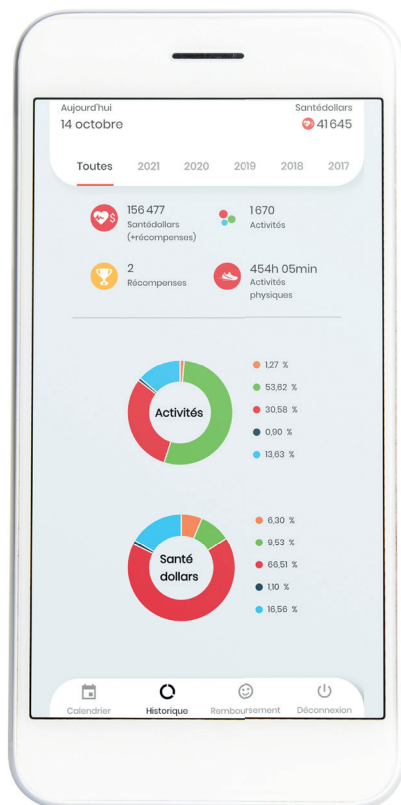 Aujourd'hui
Santédollars
14 octobre
41 645
Toutes 2021 2020 2019 2018 2017
156 477
Santédollars
(+récompenses)
1670
Activités
2
Récompenses
454h 05min
Activités
physiques
Activités
1,27 %
53,62 %
30,58 %
0,90 %
13,63 %
Santé
dollars
6,30 %
9,53 %
66,51 %
1,10 %
16,56 %
Calendrier Historique Remboursement Déconnexion